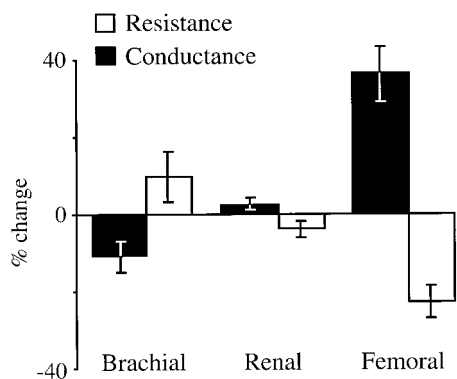 Resistance
Conductance
40
% change
0
-40
Brachial Renal Femoral